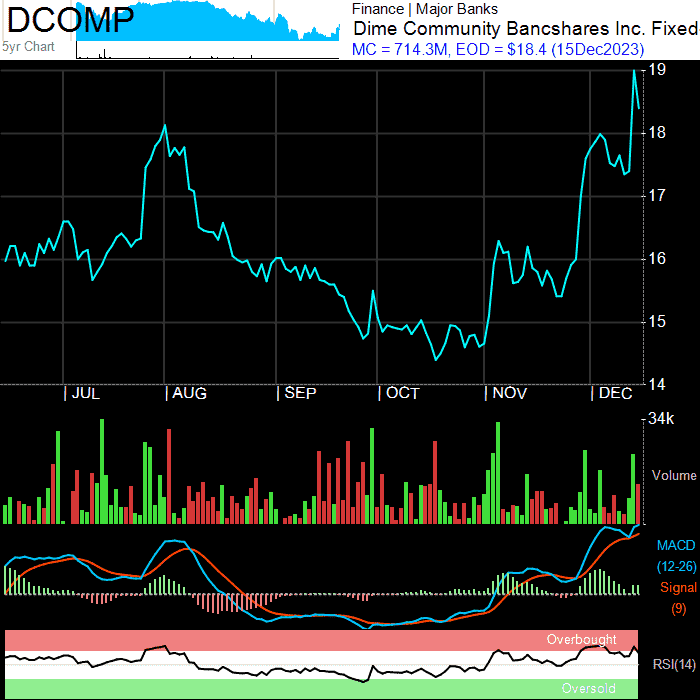 DCOMP
5yr Chart
Finance | Major Banks
Dime Community Bancshares Inc. Fixed
MC = 714.3M, EOD = $18.4 (15Dec2023)
19
18
17
16
15
14
| JUL | AUG | SEP | OCT | NOV | DEC
34k
Volume
MACD
(12-26)
Signal
(9)
Overbought
RSI(14)
Oversold